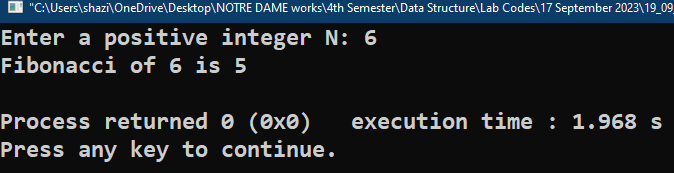 "C:\Users\shazi\OneDrive\Desktop\NOTRE DAME works\4th Semester\Data Structure\Lab Codes\17 September 2023\19_09_
Enter a positive integer N: 6
Fibonacci of 6 is 5
Process returned 0 (0x0)   execution time : 1.968 s
Press any key to continue.